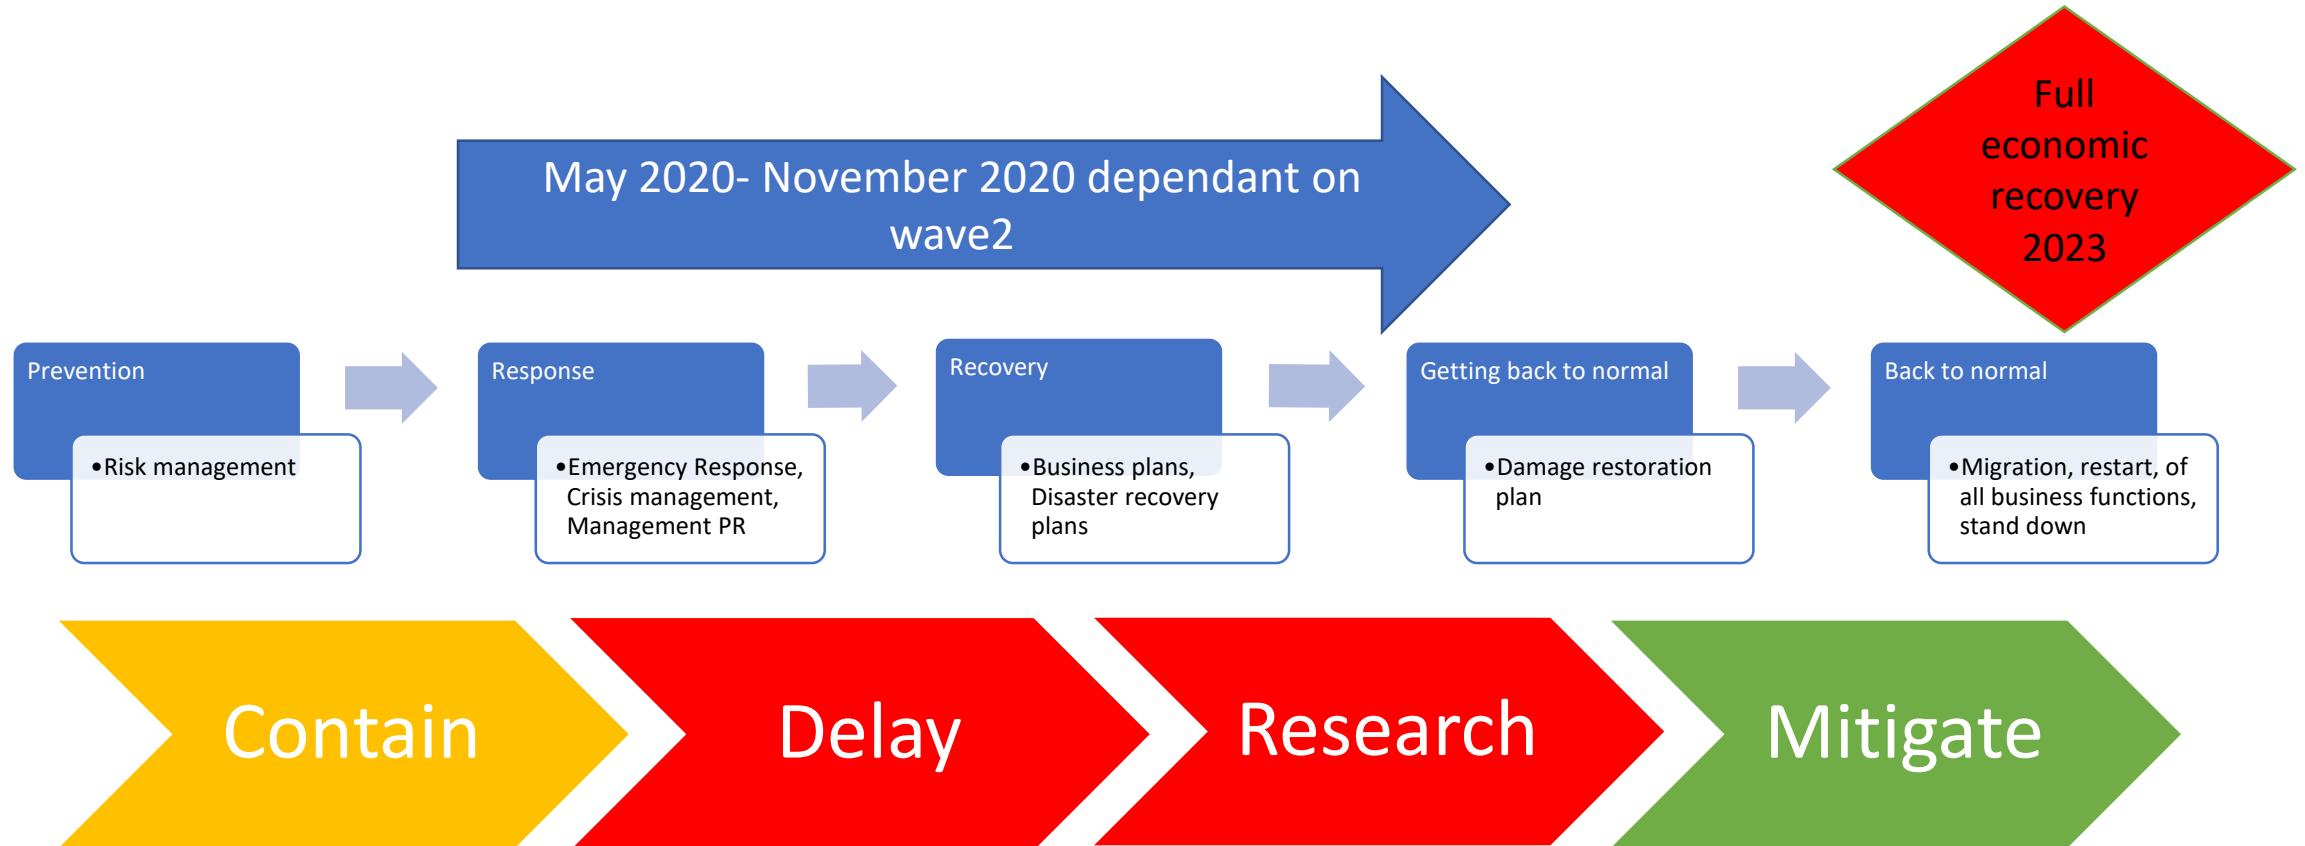 Full
economic
recovery
2023
May 2020- November 2020 dependant on
wave2
Prevention
•Risk management
Response
•Emergency Response,
Crisis management,
Management PR
Recovery
•Business plans,
Disaster recovery
plans
Getting back to normal
•Damage restoration
plan
Back to normal
•Migration, restart, of
all business functions,
stand down
Contain
Delay
Research
Mitigate